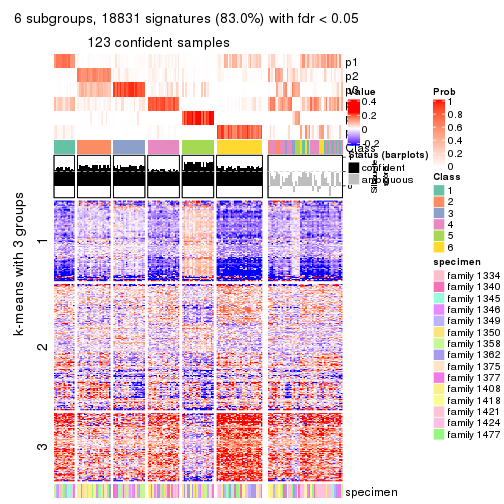 6 subgroups, 18831 signatures (83.0%) with fdr < 0.05
123 confident samples
p1
p2
p3
Value
0.4
0.2
0
-0.2
Prob
1
0.8
0.6
0.4
0.2
0
Class
Status (barplots)
confident
ambiguous
Class
1
2
3
4
5
6
k-means with 3 groups
1
2
3
specimen
family 1334
family 1340
family 1345
family 1346
family 1349
family 1350
family 1358
family 1362
family 1375
family 1377
family 1408
family 1418
family 1421
family 1424
family 1477
specimen